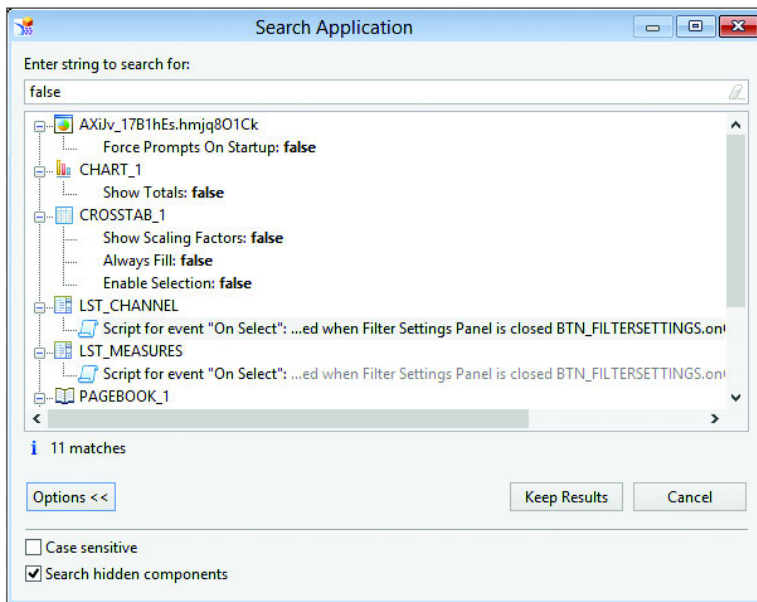 Search Application
Enter string to search for:
false
AXiJv_17B1hEs.hmjq8O1Ck
Force Prompts On Startup: false
CHART_1
Show Totals: false
CROSSTAB_1
Show Scaling Factors: false
Always Fill: false
Enable Selection: false
LST_CHANNEL
Script for event "On Select": ...ed when Filter Settings Panel is closed BTN_FILTERSETTINGS.on
LST_MEASURES
Script for event "On Select": ...ed when Filter Settings Panel is closed BTN_FILTERSETTINGS.on
PAGEBOOK_1
i 11 matches
Options << Keep Results Cancel
Case sensitive
Search hidden components